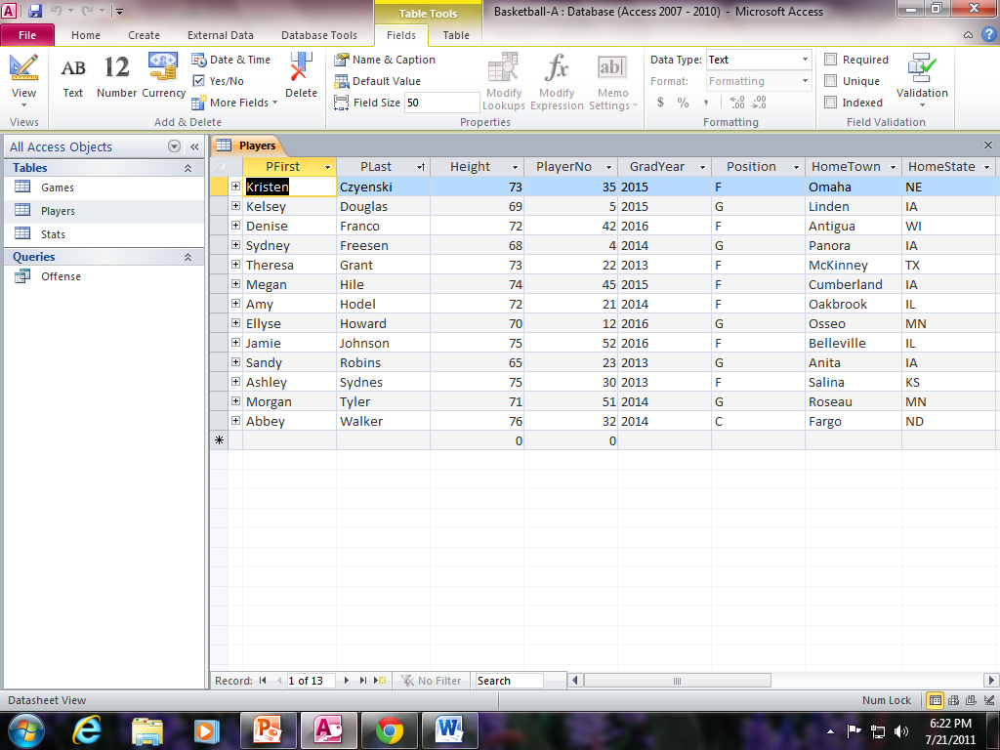 Table Tools
Basketball-A : Database (Access 2007 - 2010) - Microsoft Access
File Home Create External Data Database Tools Fields Table
View
Views
AB Text
12 Number
Currency
Date & Time
Yes/No
More Fields
Delete
Add & Delete
Name & Caption
Default Value
Field Size 50
Modify Lookups
fx Modify Expression
ab Memo Settings
Properties
Data Type: Text
Format: Formatting
$ % , .00 .00
Formatting
Required
Unique
Indexed
Validation
Field Validation
All Access Objects
Tables
Games
Players
Stats
Queries
Offense
Players
PFirst PLast Height PlayerNo GradYear Position HomeTown HomeState
Kristen Czyenski 73 35 2015 F Omaha NE
Kelsey Douglas 69 5 2015 G Linden IA
Denise Franco 72 42 2016 F Antigua WI
Sydney Freesen 68 4 2014 G Panora IA
Theresa Grant 73 22 2013 F McKinney TX
Megan Hile 74 45 2015 F Cumberland IA
Amy Hodel 72 21 2014 F Oakbrook IL
Ellyse Howard 70 12 2016 G Osseo MN
Jamie Johnson 75 52 2016 F Belleville IL
Sandy Robins 65 23 2013 G Anita IA
Ashley Sydnes 75 30 2013 F Salina KS
Morgan Tyler 71 51 2014 G Roseau MN
Abbey Walker 76 32 2014 C Fargo ND
0 0
Record: 1 of 13 No Filter Search
Datasheet View Num Lock
6:22 PM
7/21/2011